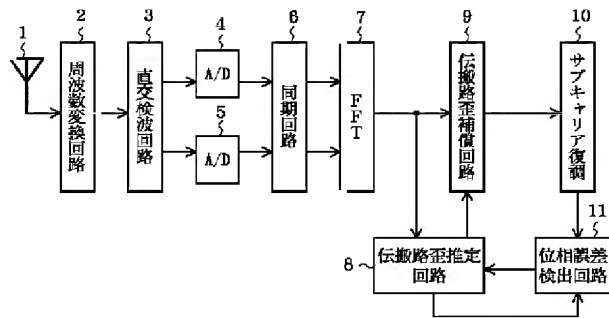 1
2
3
4
5
6
7
9
10
周波数変換回路
直交検波回路
A/D
A/D
同期回路
FFT
伝搬路歪補償回路
サブキャリア復調
8
伝搬路歪推定
回路
11
位相誤差
検出回路